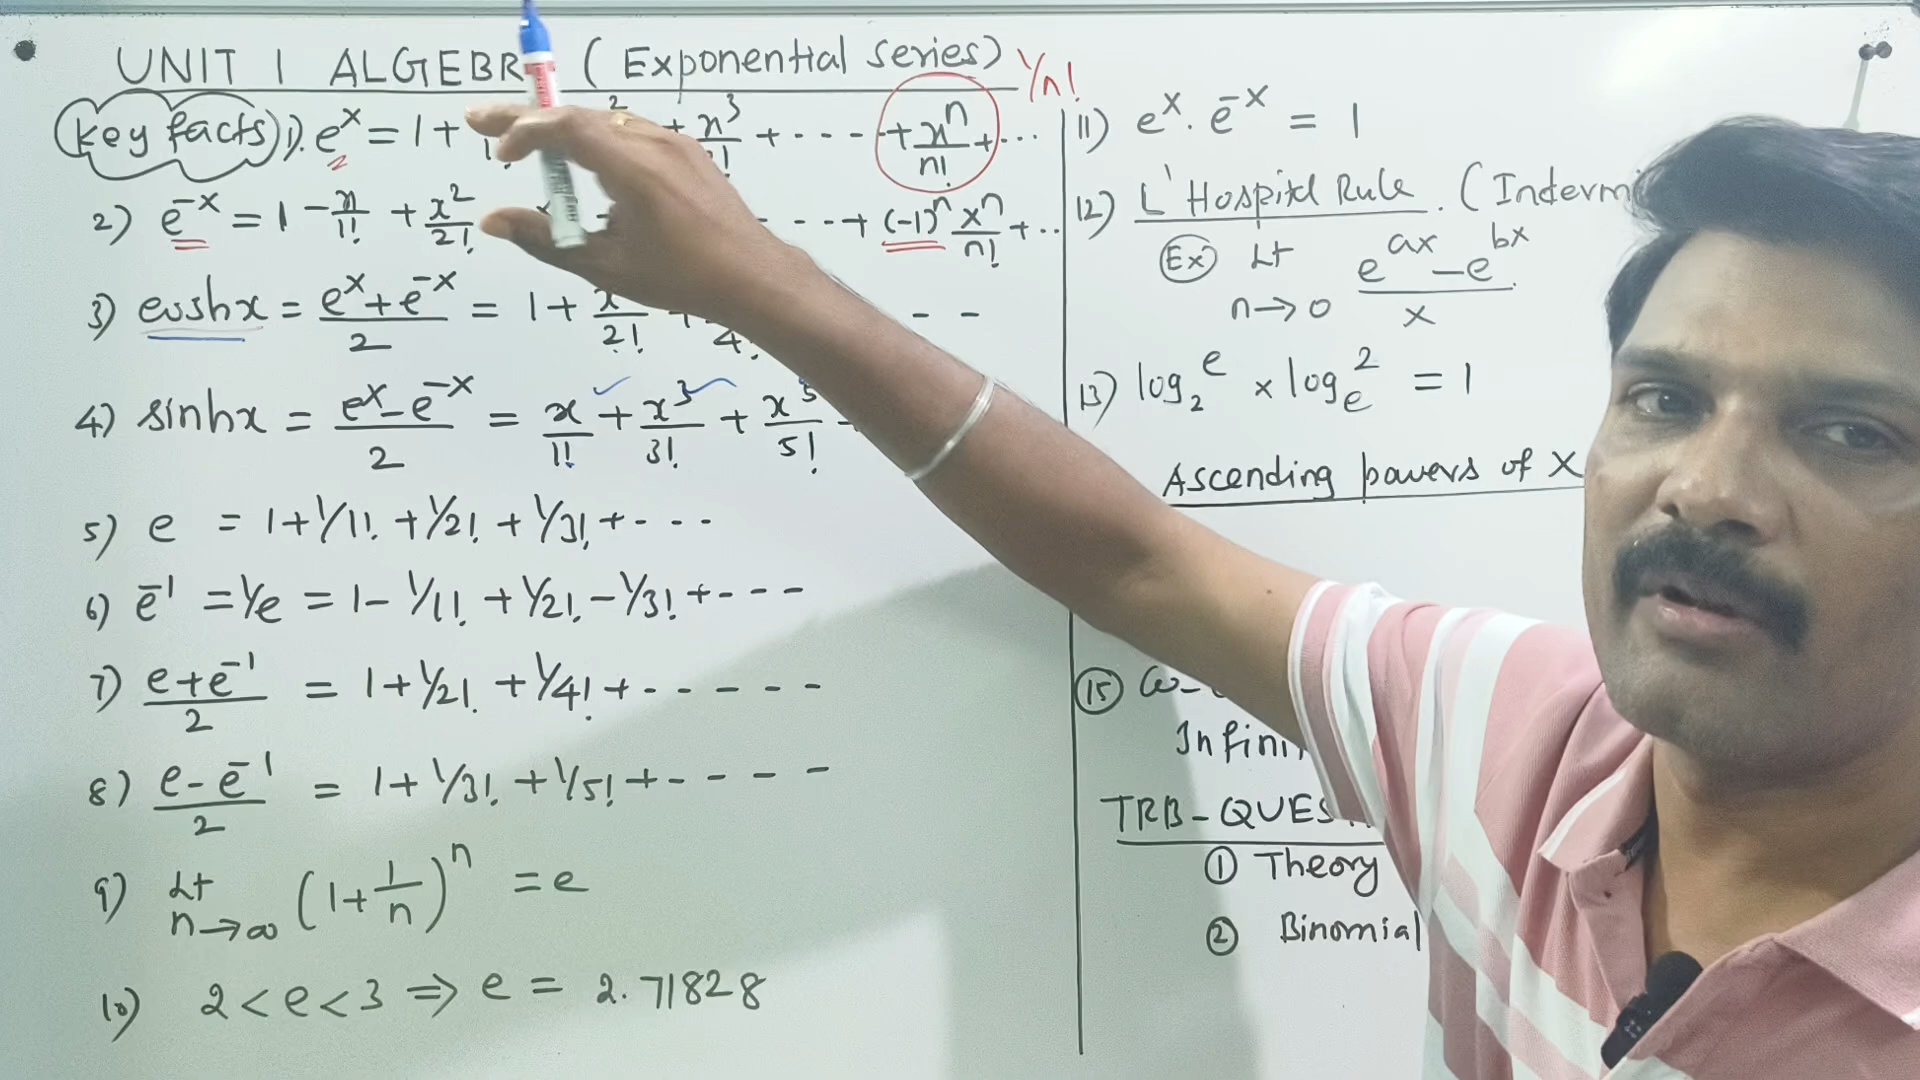 UNIT 1 ALGEBR (Exponential series) 1/n!
Key facts 1). e^x = 1 + 1! 2 + x^3/3! + ---- + x^n/n! + ...
2) e^-x = 1 - x/1! + x^2/2! - --- + (-1)^n x^n/n! + ..
3) coshx = (e^x + e^-x)/2 = 1 + x/2! + 4! - -
4) sinhx = (e^x - e^-x)/2 = x/1! + x^3/3! + x^5/5!
5) e = 1 + 1/1! + 1/2! + 1/3! + - - -
6) e^-1 = 1/e = 1 - 1/1! + 1/2! - 1/3! + - - -
7) (e + e^-1)/2 = 1 + 1/2! + 1/4! + - - - - -
8) (e - e^-1)/2 = 1 + 1/3! + 1/5! + - - - -
9) Lt n→∞ (1 + 1/n)^n = e
10) 2 < e < 3 ⇒ e = 2.71828
11) e^x . e^-x = 1
12) L' Hospital Rule . (Inderm
(Ex) Lt n→0 (e^ax - e^bx)/x.
13) log_2 e × log_e 2 = 1
Ascending powers of x
(15) Co-
Infini
TRB - QUES
① Theory
② Binomial